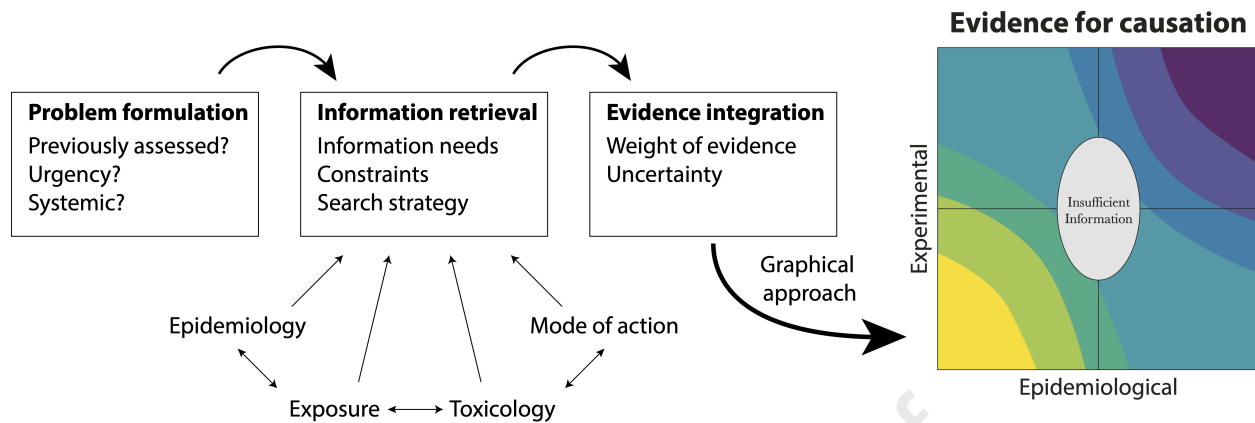 Evidence for causation
Problem formulation
Previously assessed?
Urgency?
Systemic?
Information retrieval
Information needs
Constraints
Search strategy
Evidence integration
Weight of evidence
Uncertainty
Graphical
approach
Epidemiology
Mode of action
Exposure
Toxicology
Experimental
Insufficient
Information
Epidemiological
c